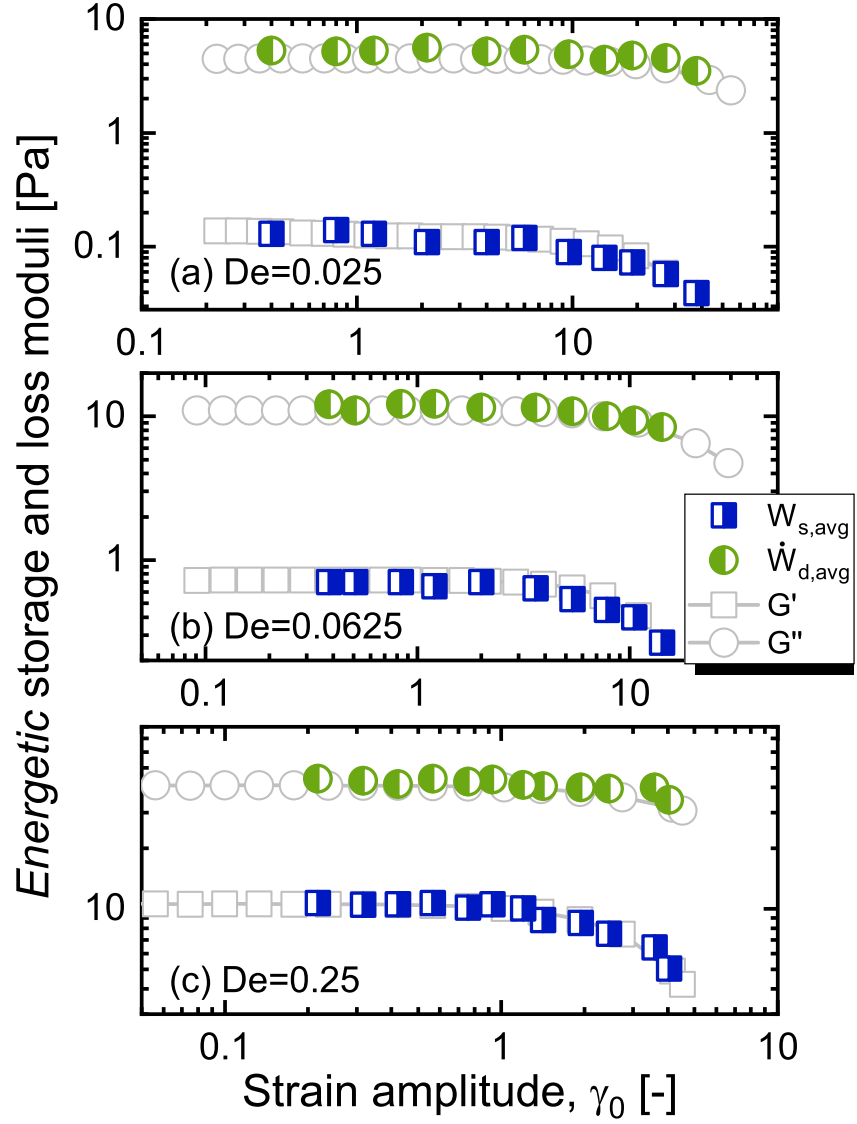 Energetic storage and loss moduli [Pa]
10
1
0.1
(a) De=0.025
0.1 1 10
10
1
(b) De=0.0625
0.1 1 10
W_s,avg
Ẇ_d,avg
G'
G''
10
(c) De=0.25
0.1 1 10
Strain amplitude, γ₀ [-]